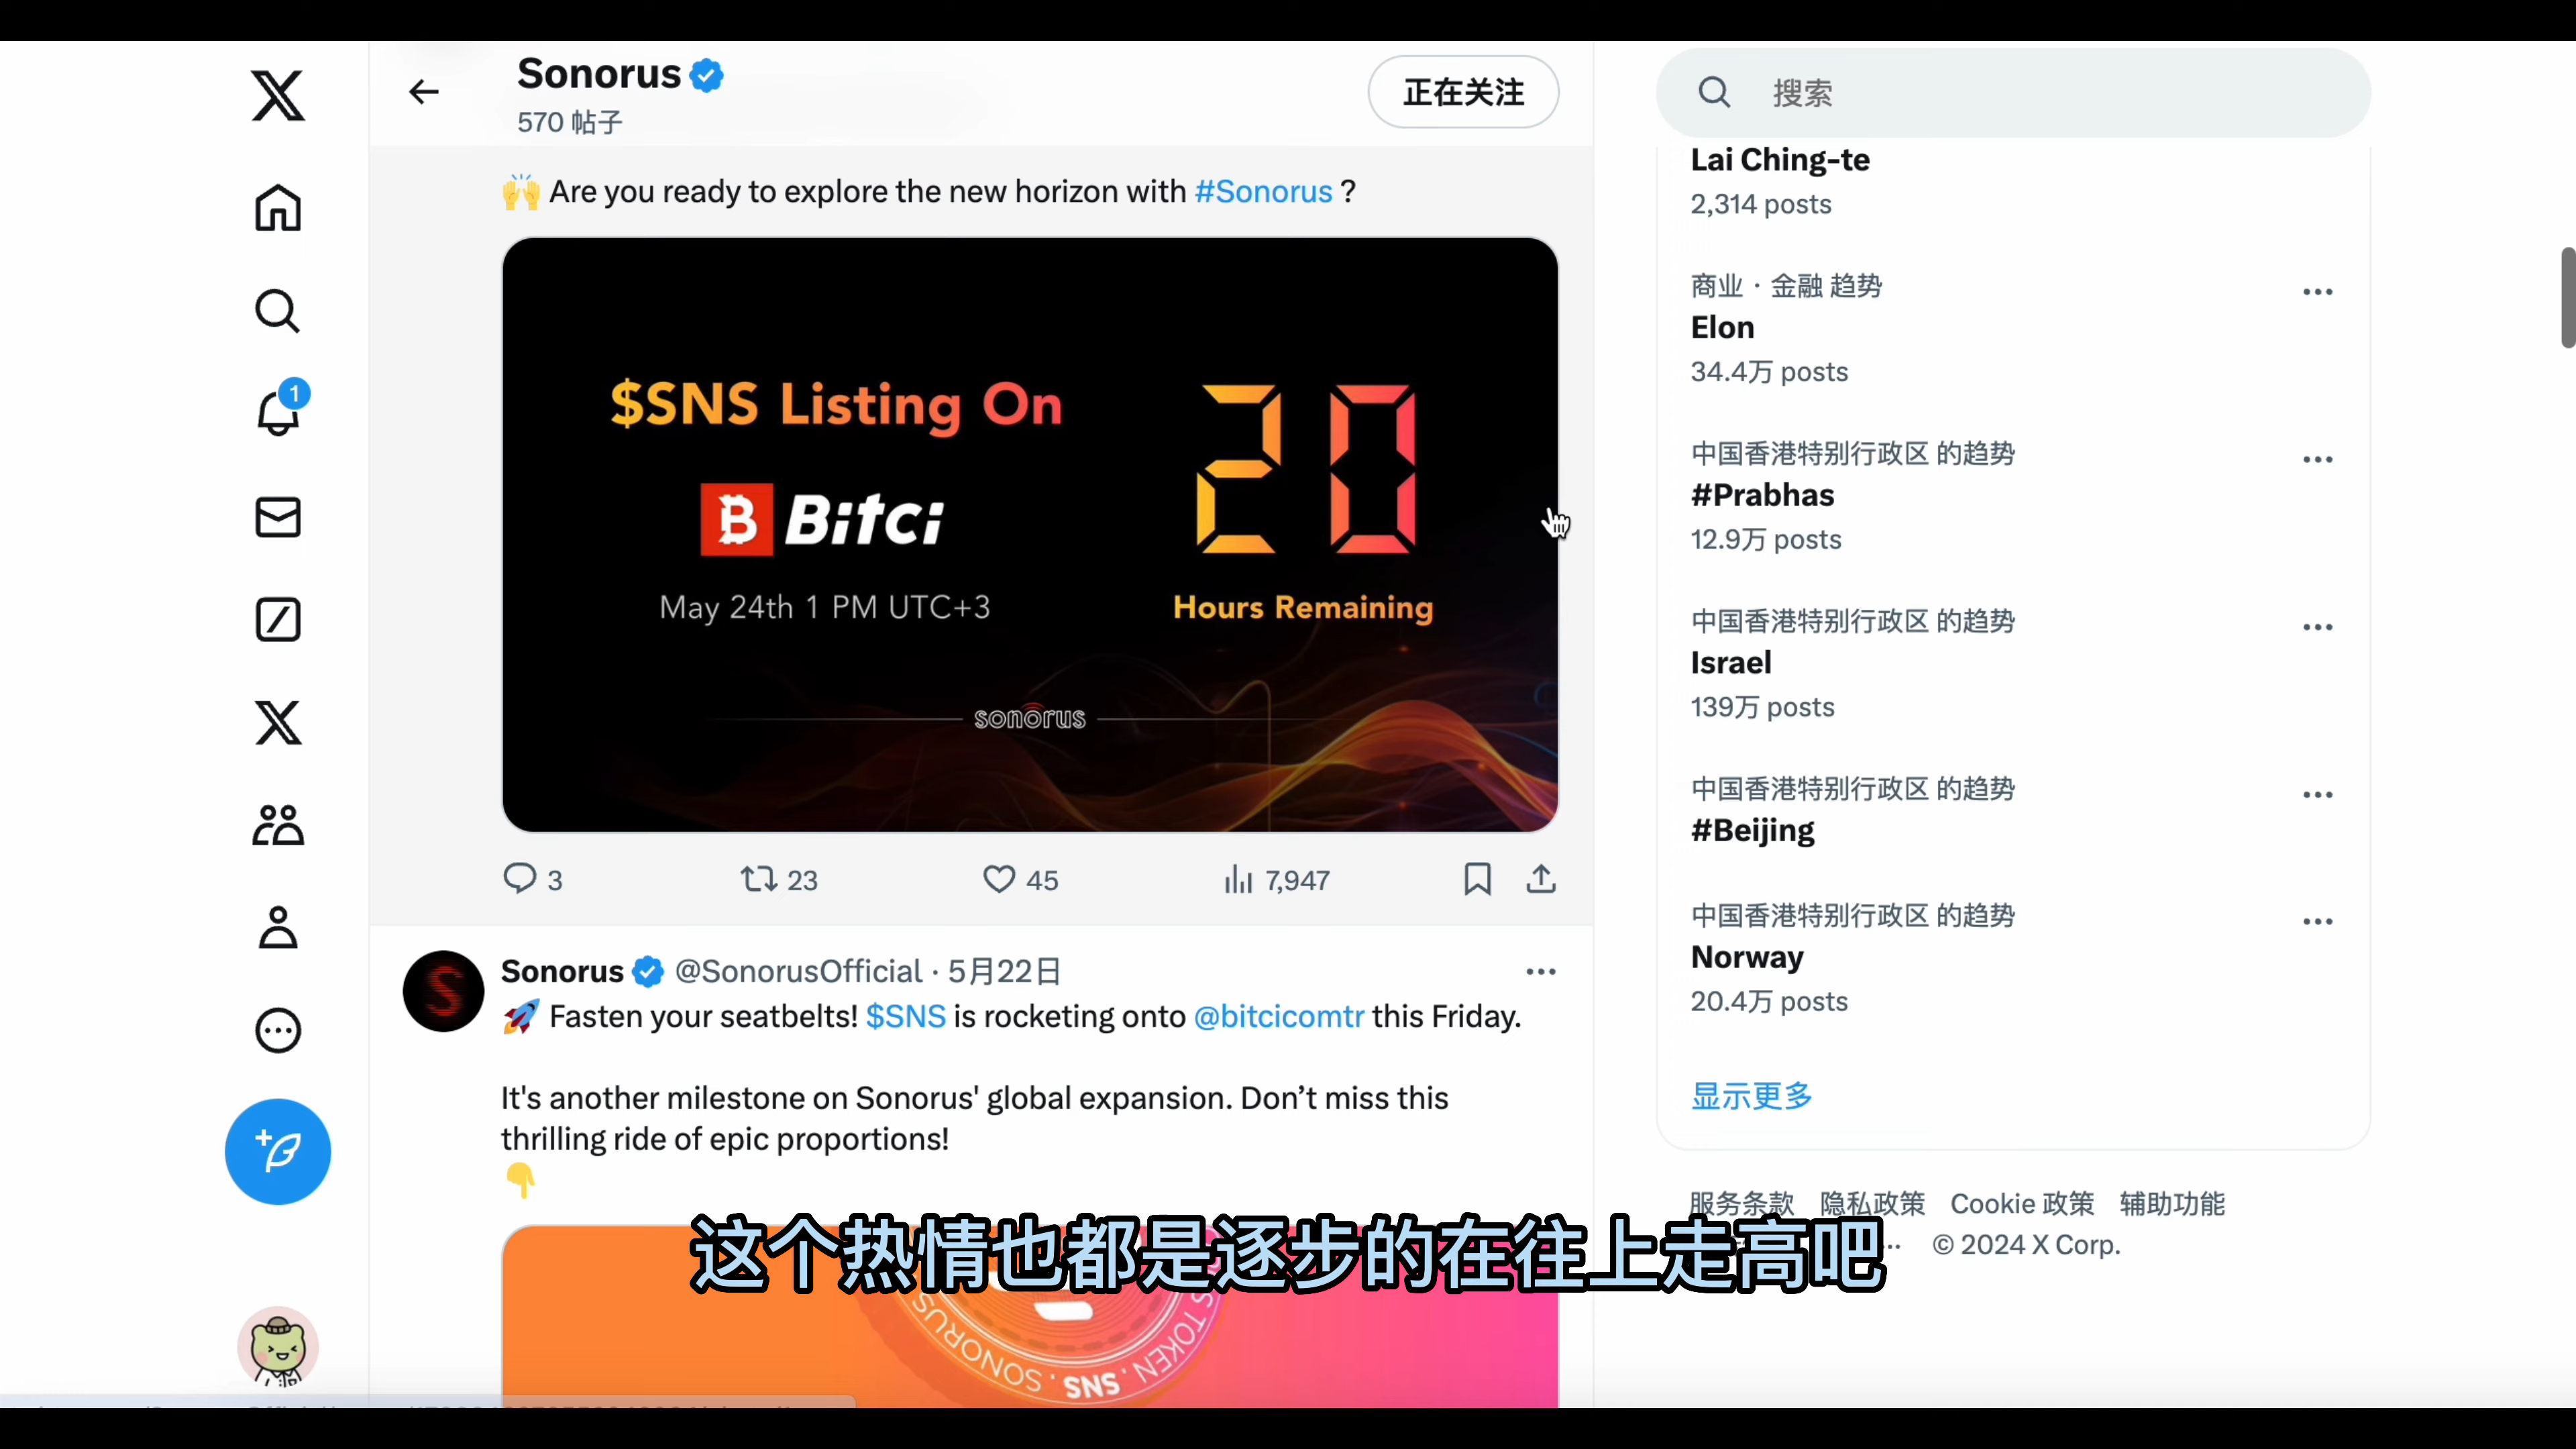 Sonorus
570 帖子
正在关注
搜索
🙌 Are you ready to explore the new horizon with #Sonorus ?
$SNS Listing On
Bitci
May 24th 1 PM UTC+3
20
Hours Remaining
sonorus
3
23
45
7,947
Sonorus @SonorusOfficial · 5月22日
🚀 Fasten your seatbelts! $SNS is rocketing onto @bitcicomtr this Friday.
It's another milestone on Sonorus' global expansion. Don’t miss this
thrilling ride of epic proportions!
👇
SONORUS · SNS · TOKEN
1
Lai Ching-te
2,314 posts
商业 · 金融 趋势
Elon
34.4万 posts
中国香港特别行政区 的趋势
#Prabhas
12.9万 posts
中国香港特别行政区 的趋势
Israel
139万 posts
中国香港特别行政区 的趋势
#Beijing
中国香港特别行政区 的趋势
Norway
20.4万 posts
显示更多
服务条款 隐私政策 Cookie 政策 辅助功能
© 2024 X Corp.
这个热情也都是逐步的在往上走高吧